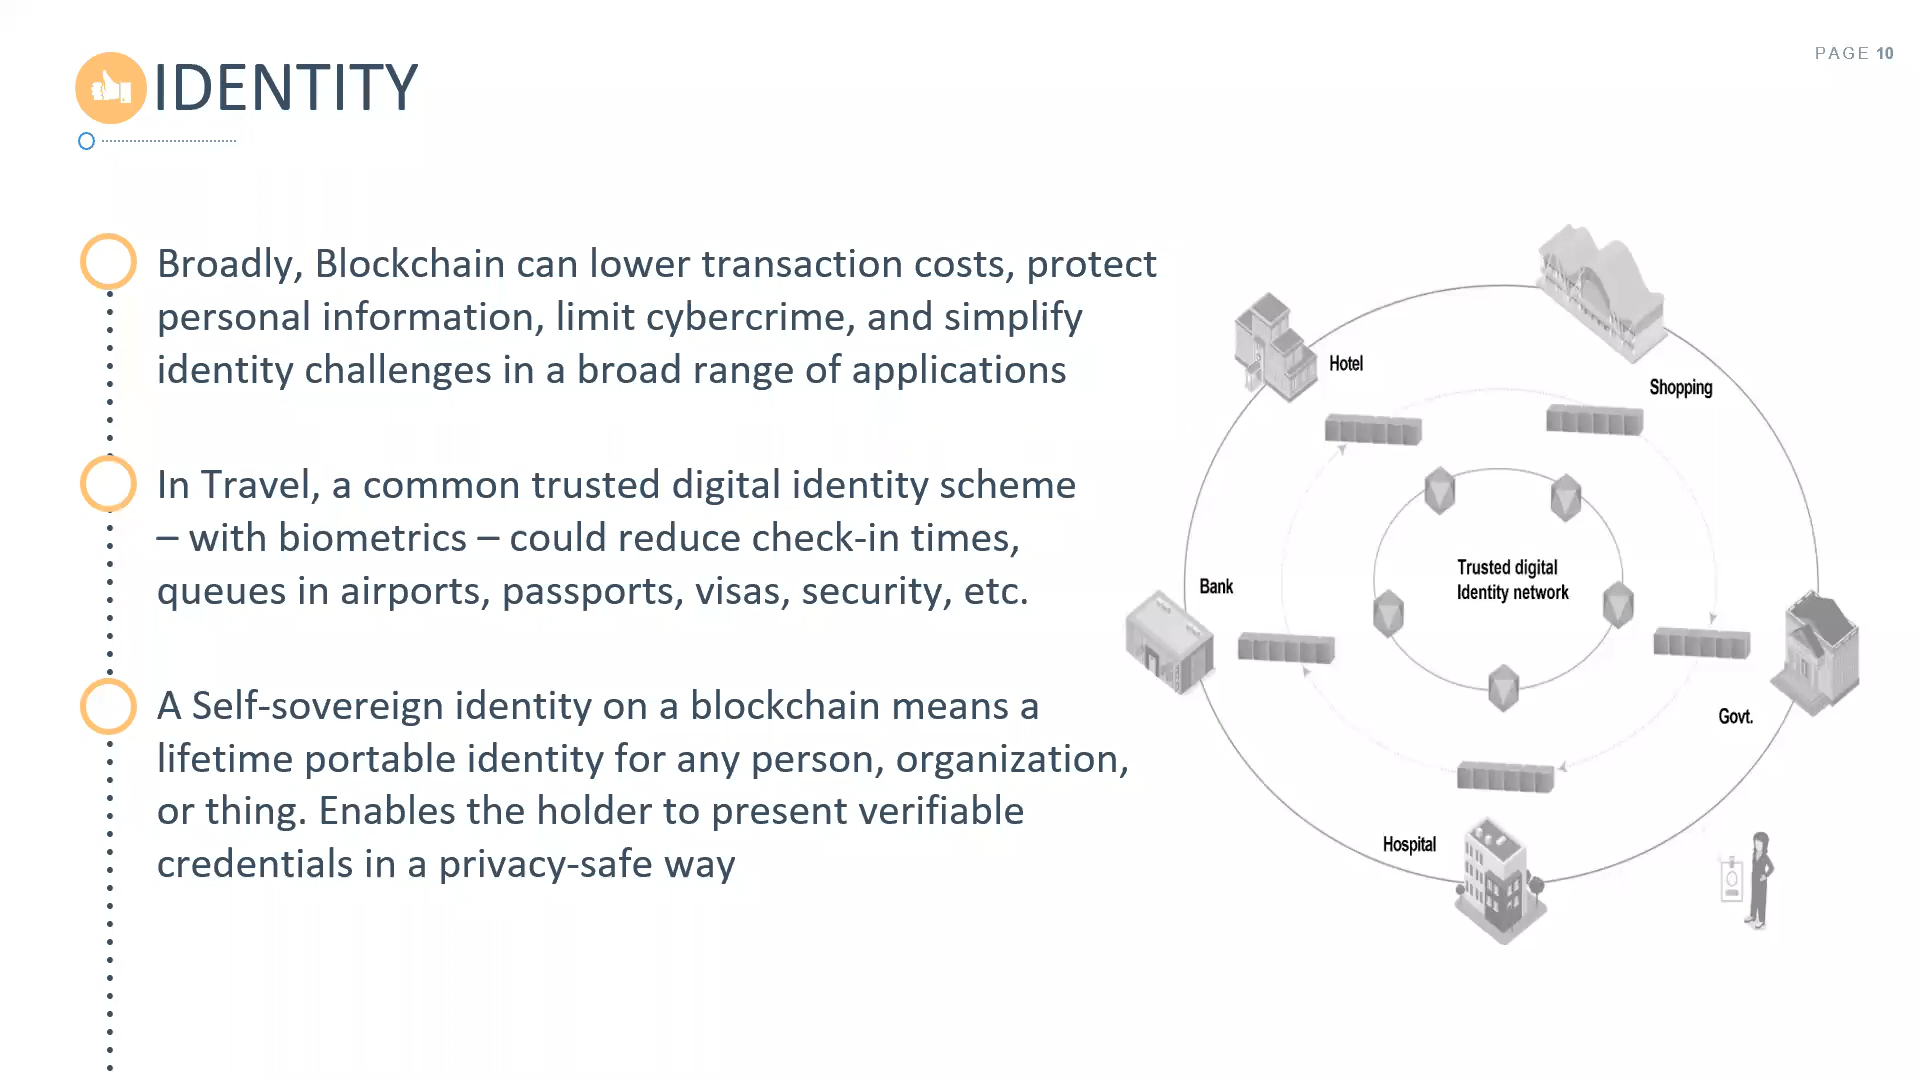 IDENTITY
PAGE 10
Broadly, Blockchain can lower transaction costs, protect
personal information, limit cybercrime, and simplify
identity challenges in a broad range of applications
In Travel, a common trusted digital identity scheme
– with biometrics – could reduce check-in times,
queues in airports, passports, visas, security, etc.
A Self-sovereign identity on a blockchain means a
lifetime portable identity for any person, organization,
or thing. Enables the holder to present verifiable
credentials in a privacy-safe way
Hotel
Shopping
Bank
Trusted digital
Identity network
Govt.
Hospital